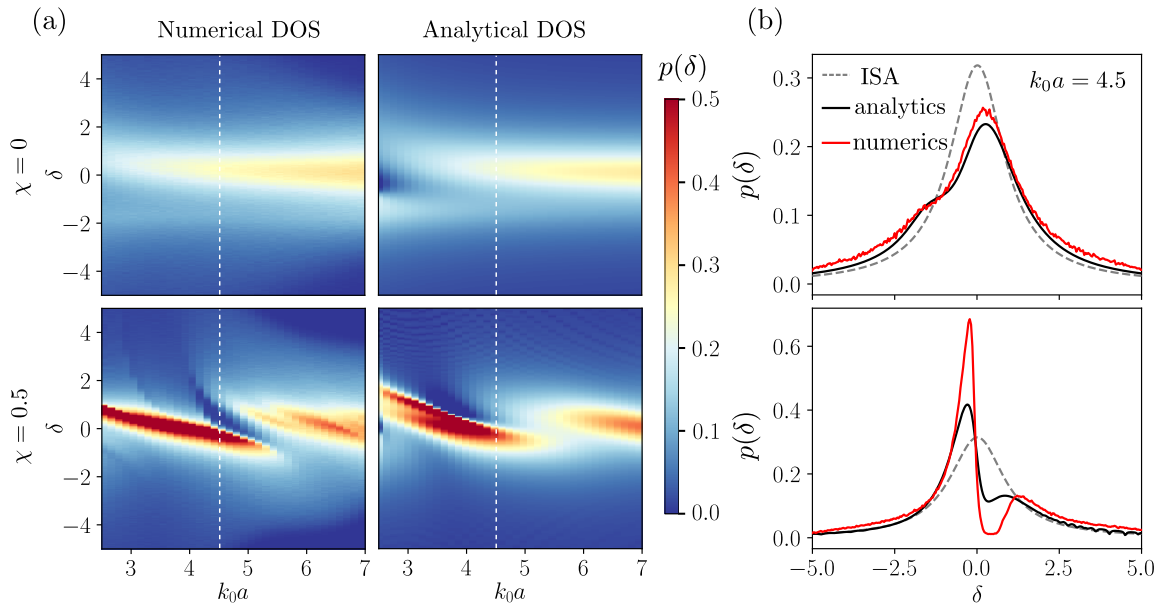 (a)
Numerical DOS
Analytical DOS
χ = 0
δ
4
2
0
−2
−4
χ = 0.5
δ
4
2
0
−2
−4
3 4 5 6 7
k₀a
3 4 5 6 7
k₀a
p(δ)
0.5
0.4
0.3
0.2
0.1
0.0
(b)
ISA
analytics
numerics
k₀a = 4.5
p(δ)
0.3
0.2
0.1
0.0
p(δ)
0.6
0.4
0.2
0.0
−5.0 −2.5 0.0 2.5 5.0
δ